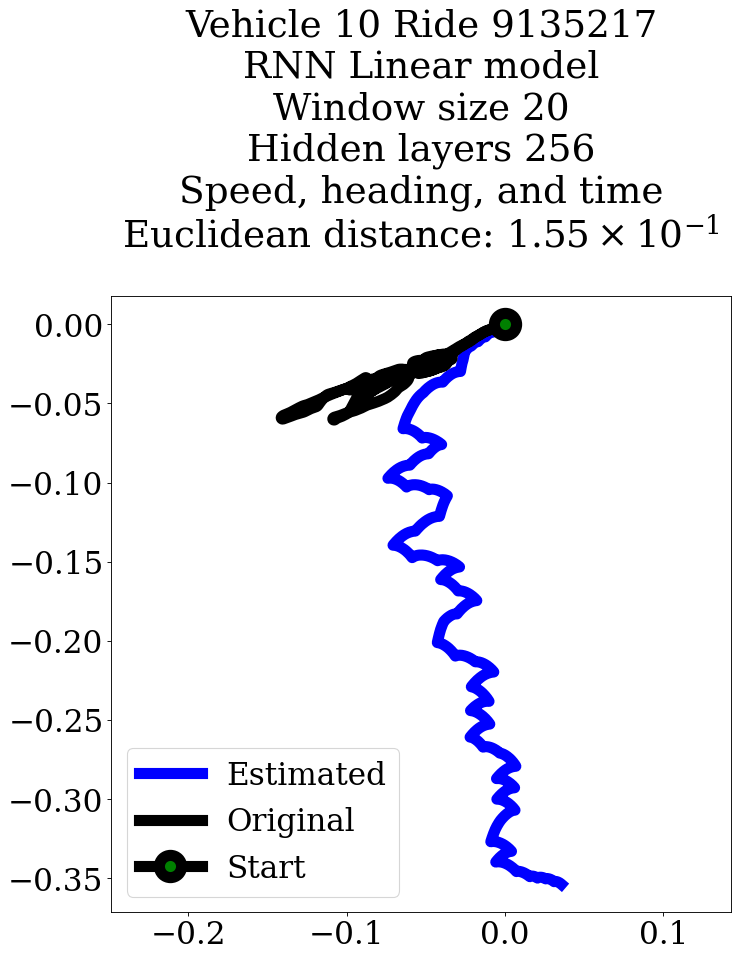 Vehicle 10 Ride 9135217
RNN Linear model
Window size 20
Hidden layers 256
Speed, heading, and time
Euclidean distance: 1.55 × 10⁻¹
0.00
−0.05
−0.10
−0.15
−0.20
−0.25
−0.30
−0.35
Estimated
Original
Start
−0.2
−0.1
0.0
0.1